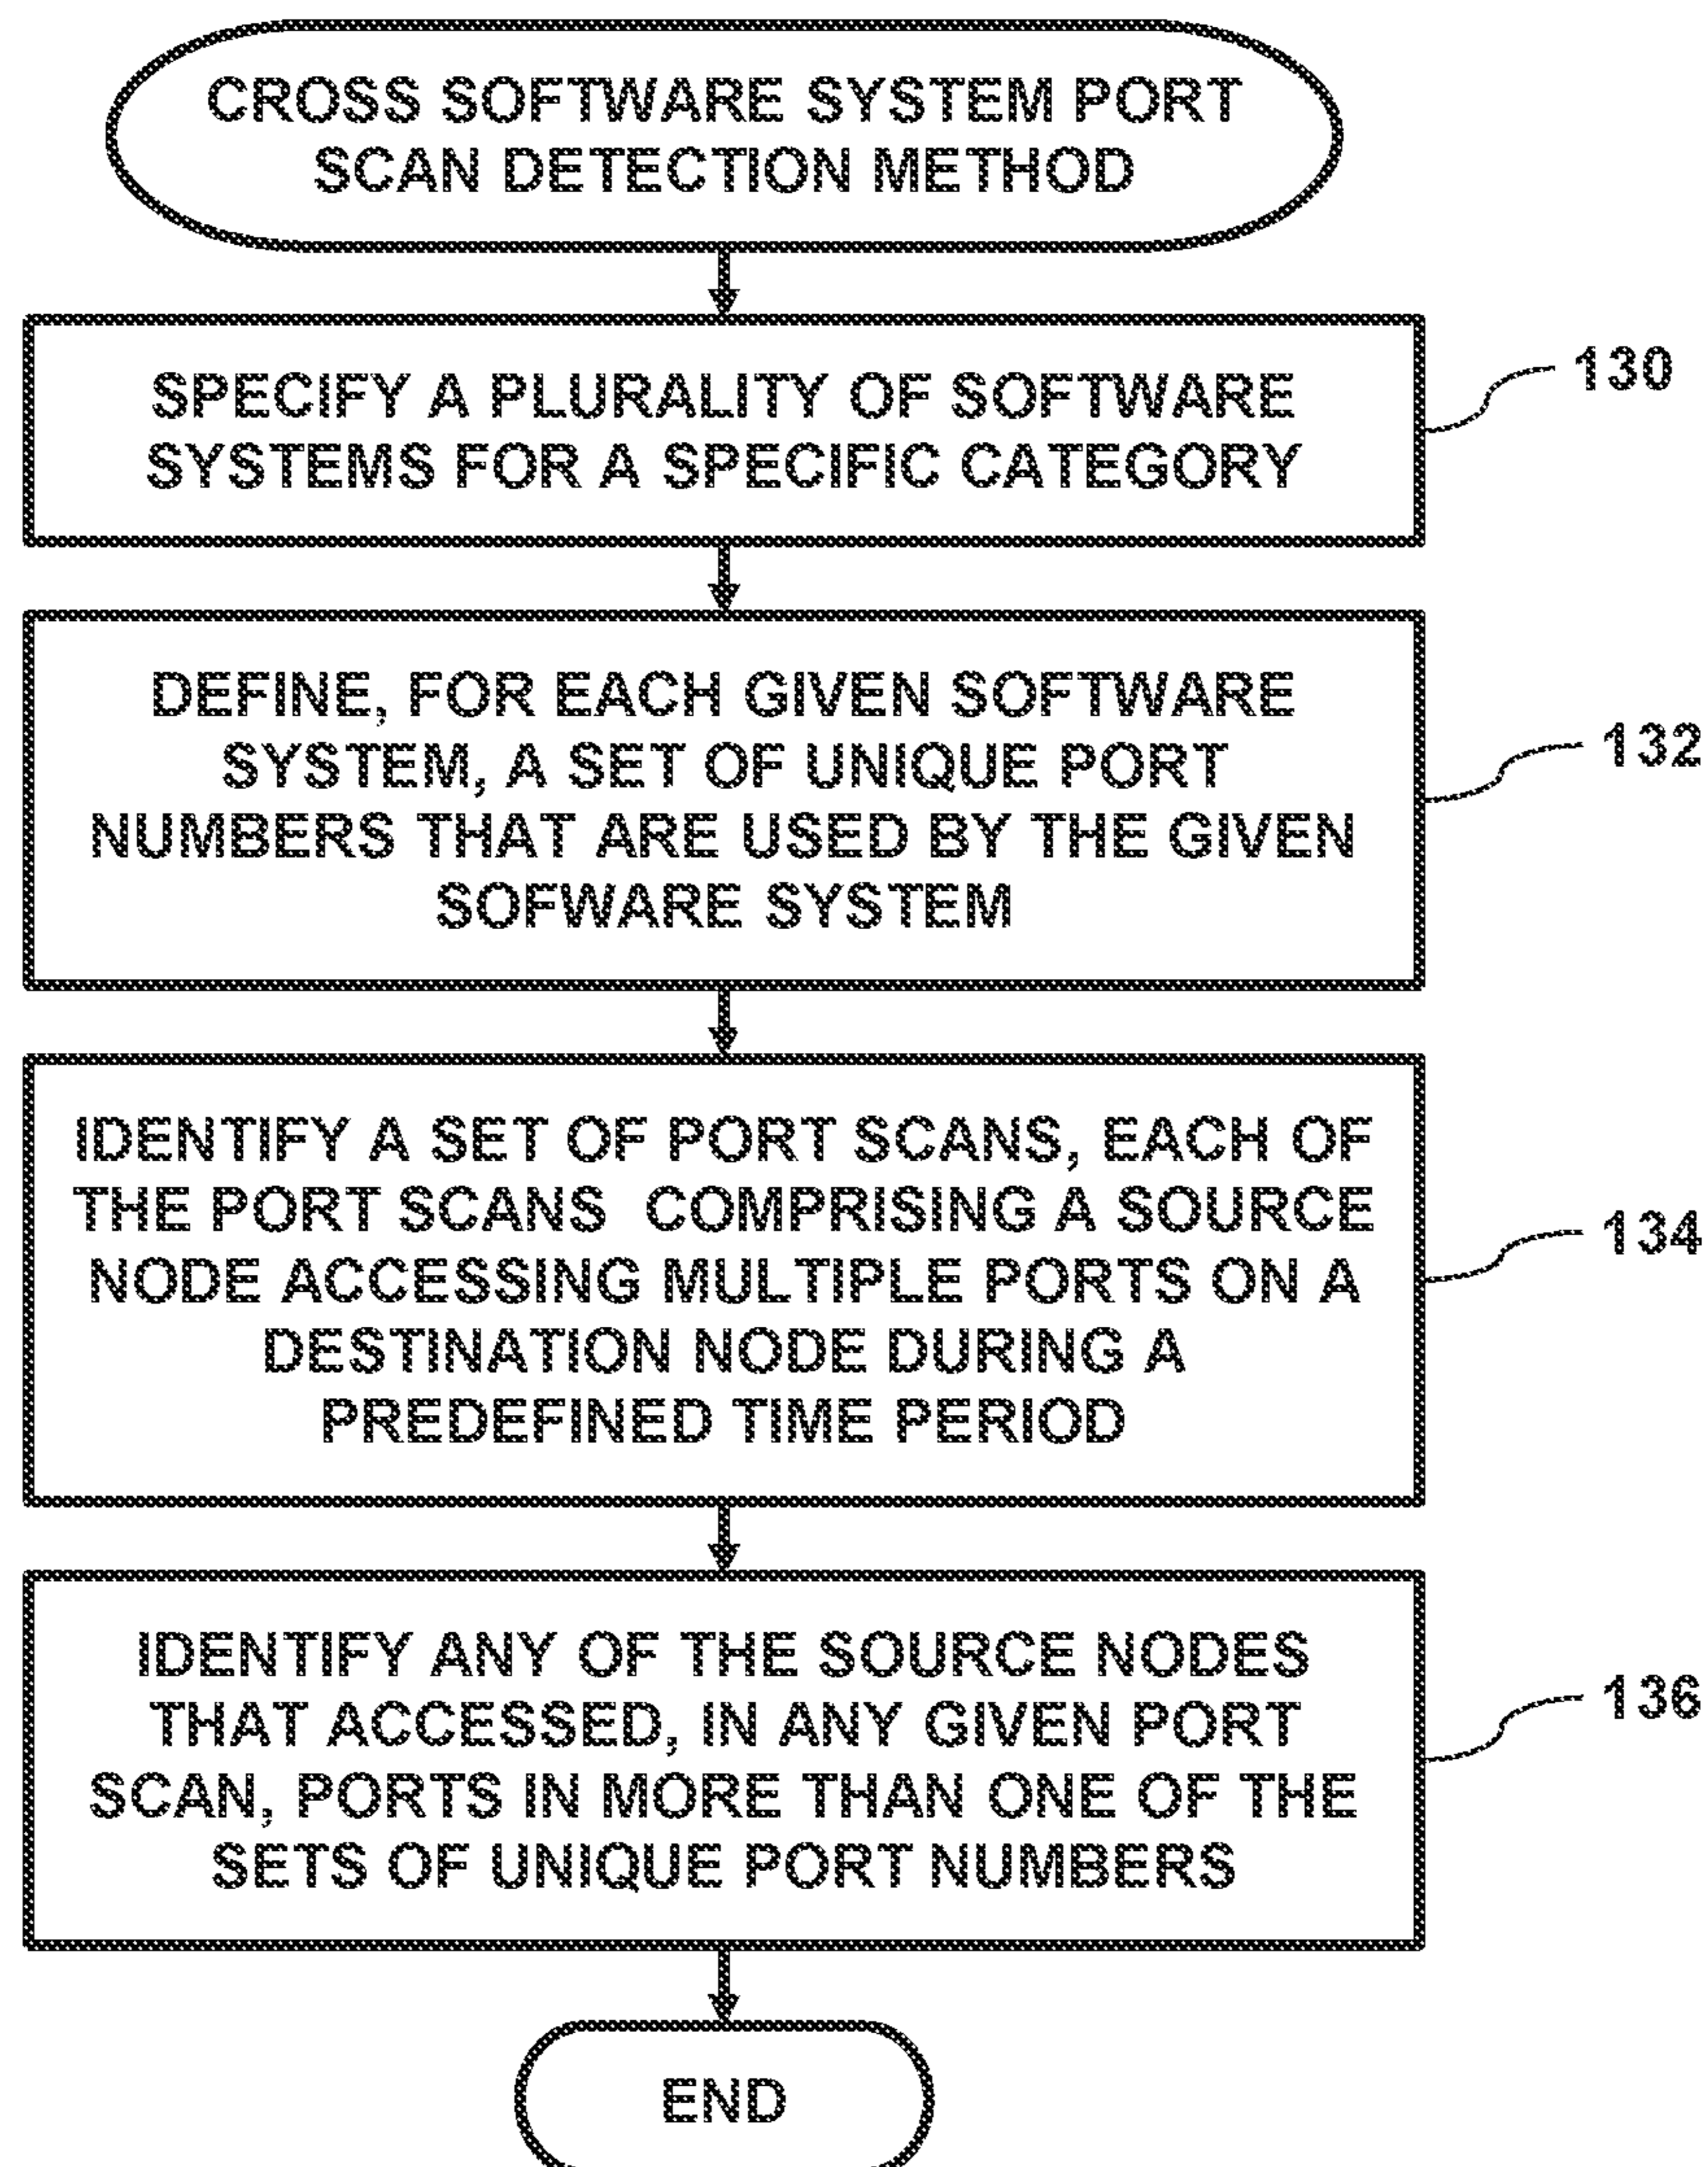 CROSS SOFTWARE SYSTEM PORT
SCAN DETECTION METHOD
SPECIFY A PLURALITY OF SOFTWARE
SYSTEMS FOR A SPECIFIC CATEGORY
130
DEFINE, FOR EACH GIVEN SOFTWARE
SYSTEM, A SET OF UNIQUE PORT
NUMBERS THAT ARE USED BY THE GIVEN
SOFWARE SYSTEM
132
IDENTIFY A SET OF PORT SCANS, EACH OF
THE PORT SCANS COMPRISING A SOURCE
NODE ACCESSING MULTIPLE PORTS ON A
DESTINATION NODE DURING A
PREDEFINED TIME PERIOD
134
IDENTIFY ANY OF THE SOURCE NODES
THAT ACCESSED, IN ANY GIVEN PORT
SCAN, PORTS IN MORE THAN ONE OF THE
SETS OF UNIQUE PORT NUMBERS
136
END